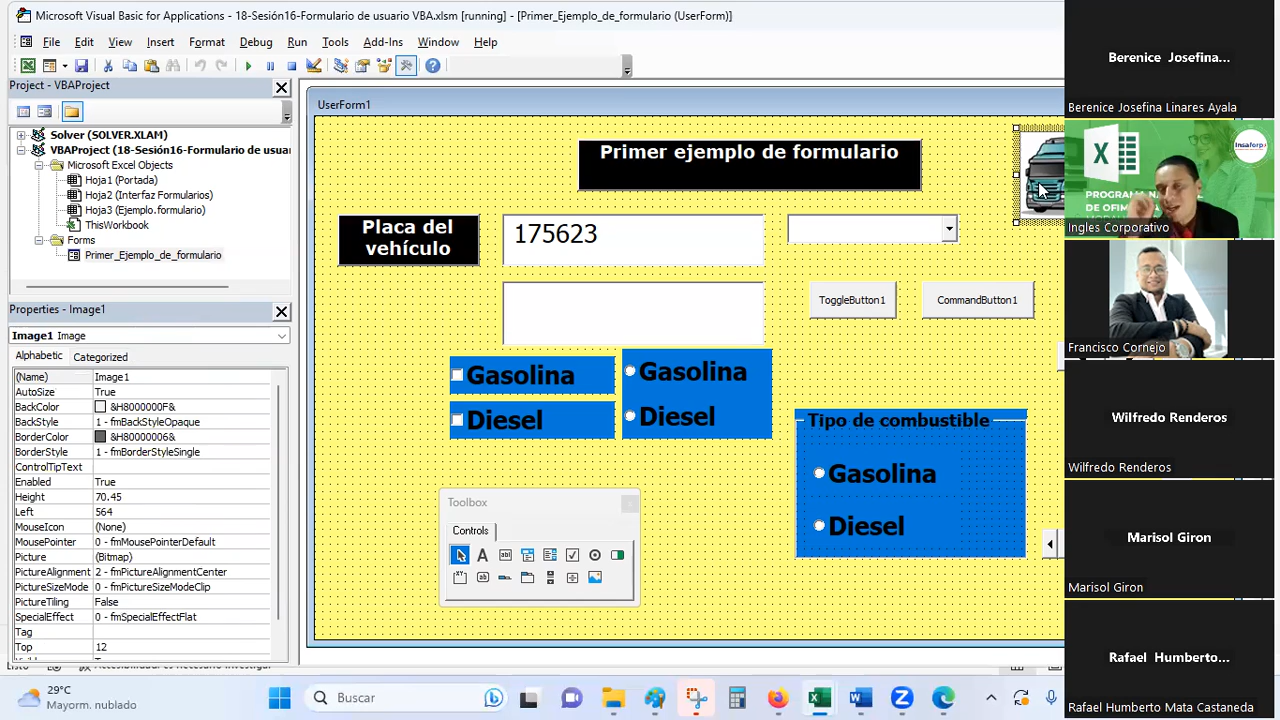 Microsoft Visual Basic for Applications - 18-Sesión16-Formulario de usuario VBA.xlsm [running] - [Primer_Ejemplo_de_formulario (UserForm)]
File Edit View Insert Format Debug Run Tools Add-Ins Window Help
Project - VBAProject
Solver (SOLVER.XLAM)
VBAProject (18-Sesión16-Formulario de usuar
Microsoft Excel Objects
Hoja1 (Portada)
Hoja2 (Interfaz Formularios)
Hoja3 (Ejemplo.formulario)
ThisWorkbook
Forms
Primer_Ejemplo_de_formulario
Properties - Image1
Image1 Image
Alphabetic Categorized
(Name) Image1
AutoSize True
BackColor &H8000000F&
BackStyle 1 - fmBackStyleOpaque
BorderColor &H80000006&
BorderStyle 1 - fmBorderStyleSingle
ControlTipText
Enabled True
Height 70.45
Left 564
MouseIcon (None)
MousePointer 0 - fmMousePointerDefault
Picture (Bitmap)
PictureAlignment 2 - fmPictureAlignmentCenter
PictureSizeMode 0 - fmPictureSizeModeClip
PictureTiling False
SpecialEffect 0 - fmSpecialEffectFlat
Tag
Top 12
UserForm1
Primer ejemplo de formulario
Placa del
vehículo
175623
ToggleButton1
CommandButton1
Gasolina
Diesel
Gasolina
Diesel
Tipo de combustible
Gasolina
Diesel
Toolbox
Controls
Berenice Josefina...
Berenice Josefina Linares Ayala
Insaforp
PROGRAMA NA
DE OFIM
Ingles Corporativo
Francisco Cornejo
Wilfredo Renderos
Wilfredo Renderos
Marisol Giron
Marisol Giron
Rafael Humberto...
Rafael Humberto Mata Castaneda
29°C
Mayorm. nublado
Buscar